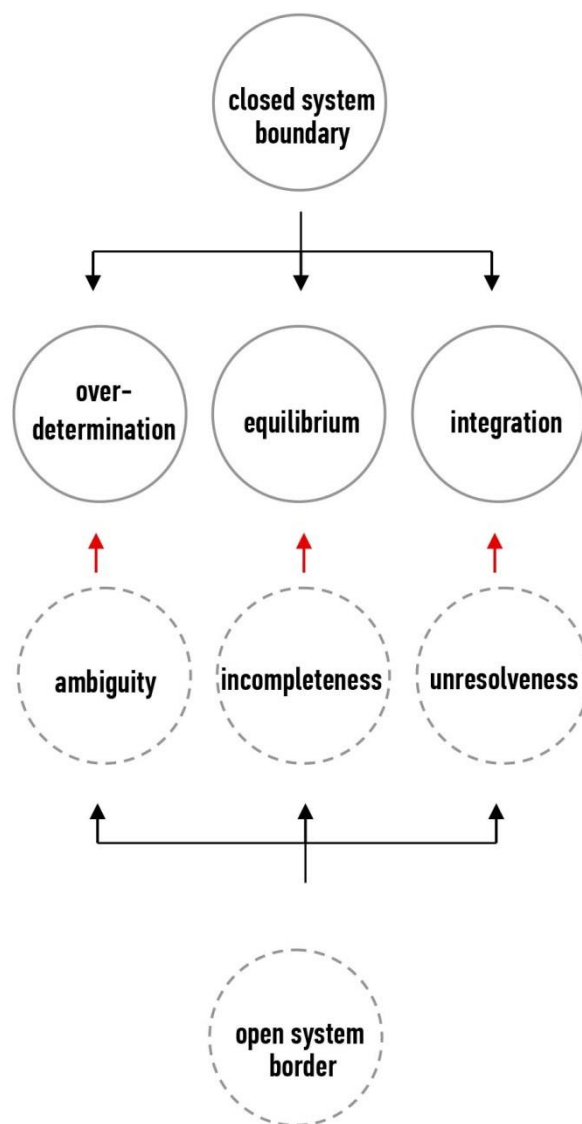 closed system
boundary
over-
determination
equilibrium
integration
ambiguity
incompleteness
unresolveness
open system
border